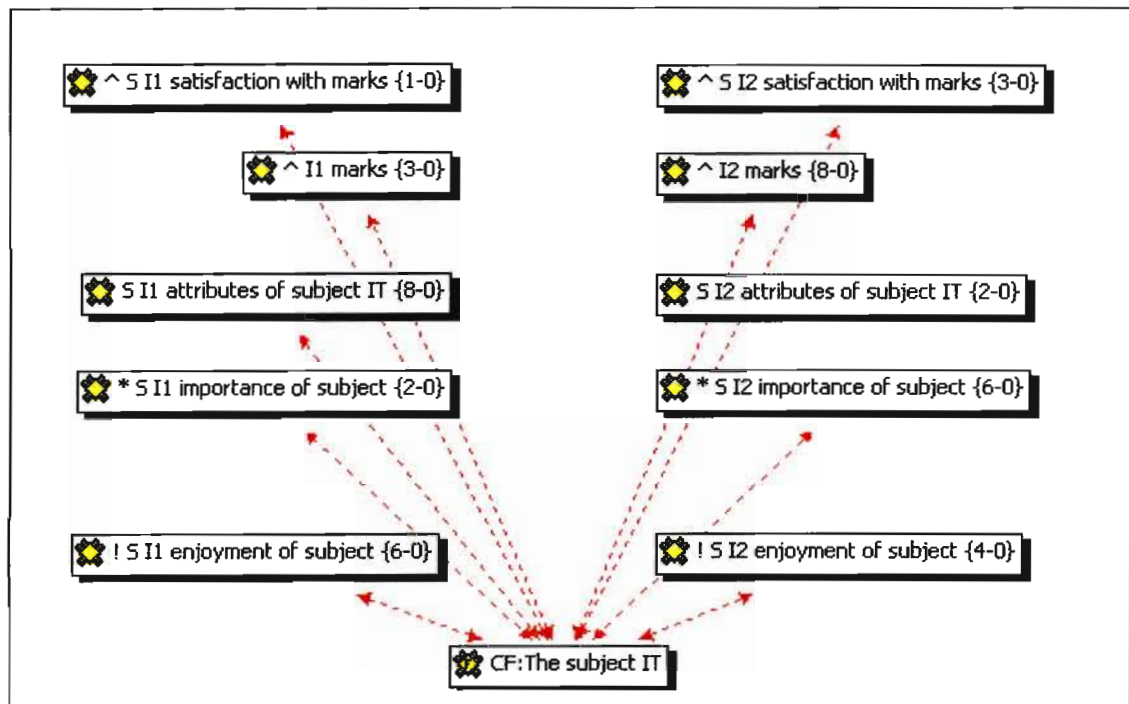 ^ S I1 satisfaction with marks {1-0}
^ S I2 satisfaction with marks {3-0}
^ I1 marks {3-0}
^ I2 marks {8-0}
S I1 attributes of subject IT {8-0}
S I2 attributes of subject IT {2-0}
* S I1 importance of subject {2-0}
* S I2 importance of subject {6-0}
! S I1 enjoyment of subject {6-0}
! S I2 enjoyment of subject {4-0}
CF:The subject IT